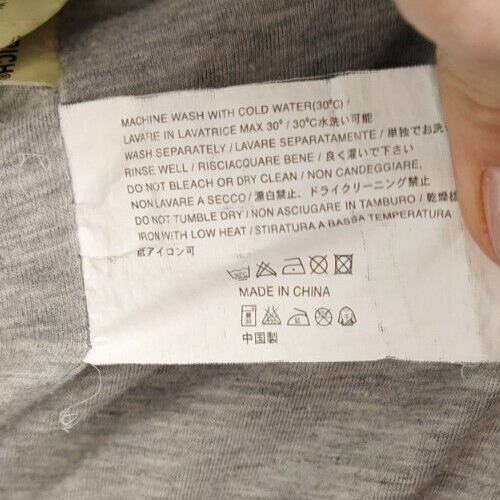 DICH®
MACHINE WASH WITH COLD WATER(30°C) /
LAVARE IN LAVATRICE MAX 30° / 30°C水洗い可能
WASH SEPARATELY / LAVARE SEPARATAMENTE / 単独でお洗
RINSE WELL / RISCIACQUARE BENE / 良く濯いで下さい
DO NOT BLEACH OR DRY CLEAN / NON CANDEGGIARE,
NON LAVARE A SECCO / 漂白禁止、ドライクリーニング禁止
DO NOT TUMBLE DRY / NON ASCIUGARE IN TAMBURO / 乾燥
IRON WITH LOW HEAT / STIRATURA A BASSA TEMPERATURA
低アイロン可
MADE IN CHINA
中国製